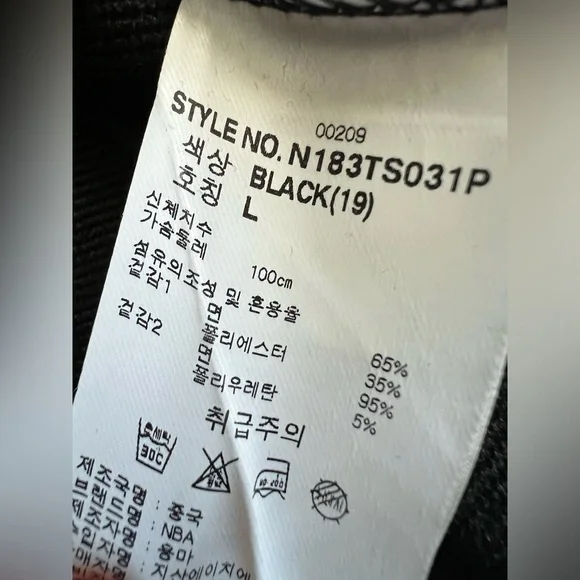 00209
STYLE NO. N183TS031P
색상 BLACK(19)
호칭 L
신체치수
가슴둘레 100cm
섬유의조성 및 혼용율
겉감1 면 65%
폴리에스터 35%
겉감2 면 95%
폴리우레탄 5%
취급주의
제조국명 : 중국
브랜드명 : NBA
제조자명 : 용마